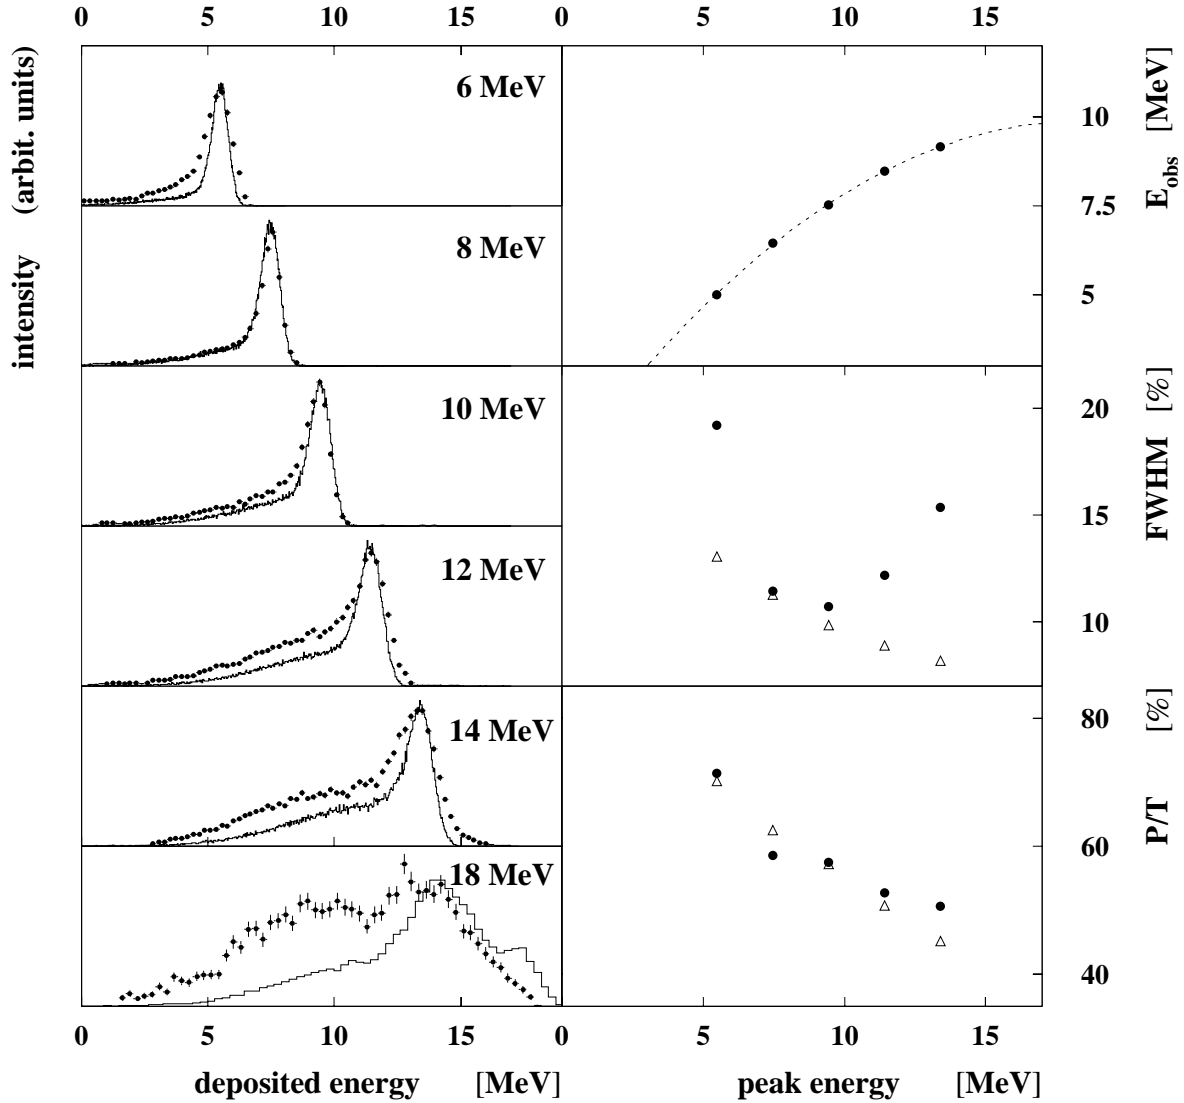 0 5 10 15 0 5 10 15
intensity (arbit. units)
6 MeV
8 MeV
10 MeV
12 MeV
14 MeV
18 MeV
10
7.5
5
E_obs [MeV]
20
15
10
FWHM [%]
80
60
40
P/T [%]
0 5 10 15 0 5 10 15
deposited energy [MeV]
peak energy [MeV]